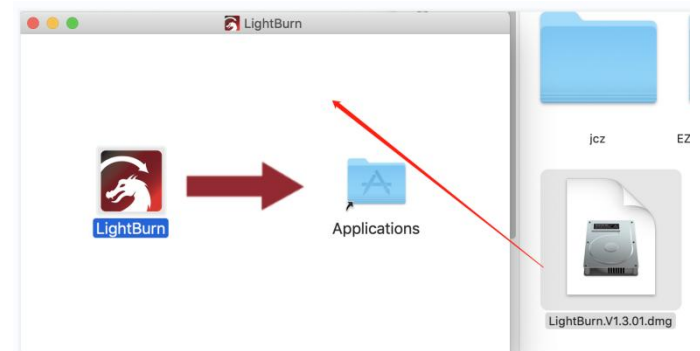 LightBurn
jcz
EZ
LightBurn
Applications
LightBurn.V1.3.01.dmg